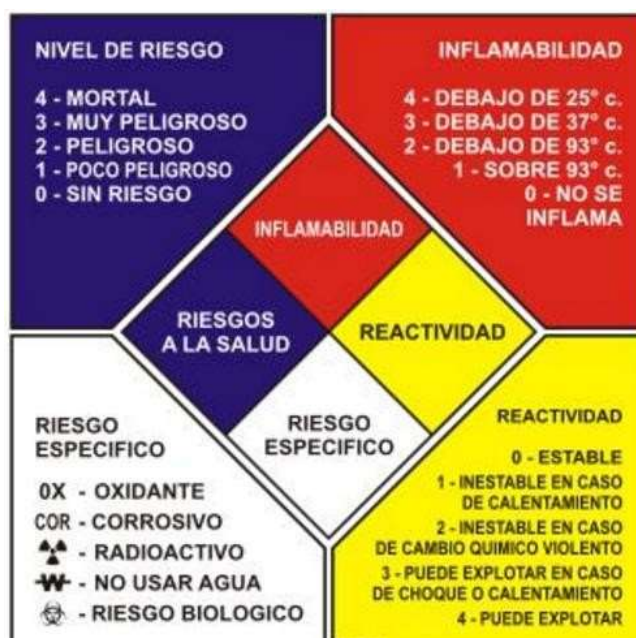 NIVEL DE RIESGO
4 - MORTAL
3 - MUY PELIGROSO
2 - PELIGROSO
1 - POCO PELIGROSO
0 - SIN RIESGO
INFLAMABILIDAD
4 - DEBAJO DE 25° c.
3 - DEBAJO DE 37° c.
2 - DEBAJO DE 93° c.
1 - SOBRE 93° c.
0 - NO SE
INFLAMA
INFLAMABILIDAD
RIESGOS
A LA SALUD
REACTIVIDAD
RIESGO
ESPECIFICO
RIESGO
ESPECIFICO
0X - OXIDANTE
COR - CORROSIVO
- RADIOACTIVO
W - NO USAR AGUA
- RIESGO BIOLOGICO
REACTIVIDAD
0 - ESTABLE
1 - INESTABLE EN CASO
DE CALENTAMIENTO
2 - INESTABLE EN CASO
DE CAMBIO QUIMICO VIOLENTO
3 - PUEDE EXPLOTAR EN CASO
DE CHOQUE O CALENTAMIENTO
4 - PUEDE EXPLOTAR